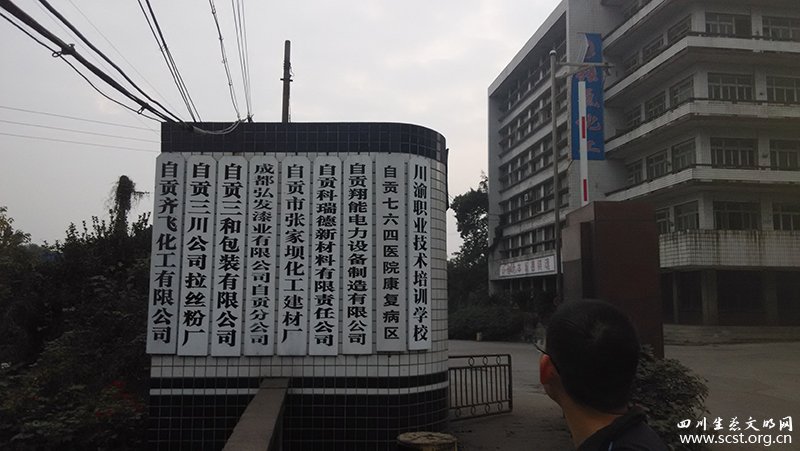 自贡齐飞化工有限公司
自贡三川公司拉丝粉厂
自贡三和包装有限公司
成都弘发漆业有限公司自贡分公司
自贡市张家坝化工建材厂
自贡科瑞德新材料有限责任公司
自贡翔能电力设备制造有限公司
自贡七六四医院康复病区
川渝职业技术培训学校
四川生态文明网
www.scst.org.cn